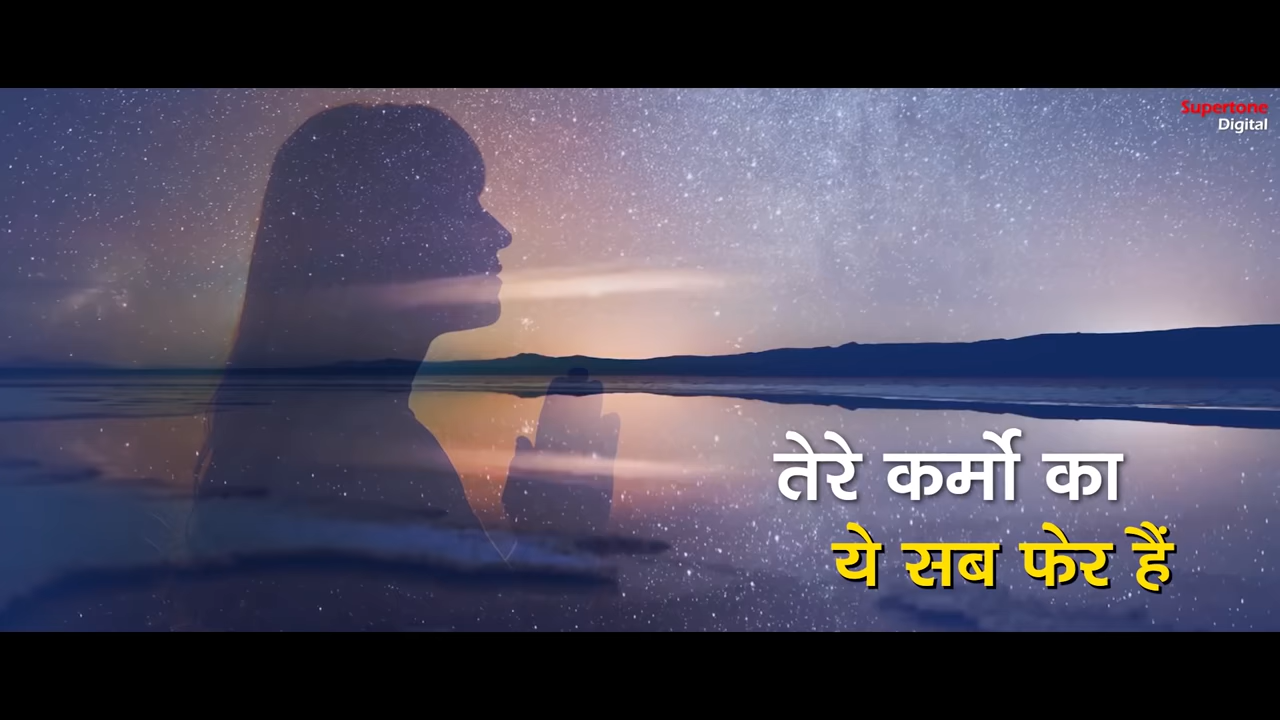 Supertone
Digital
तेरे कर्मो का
ये सब फेर हैं